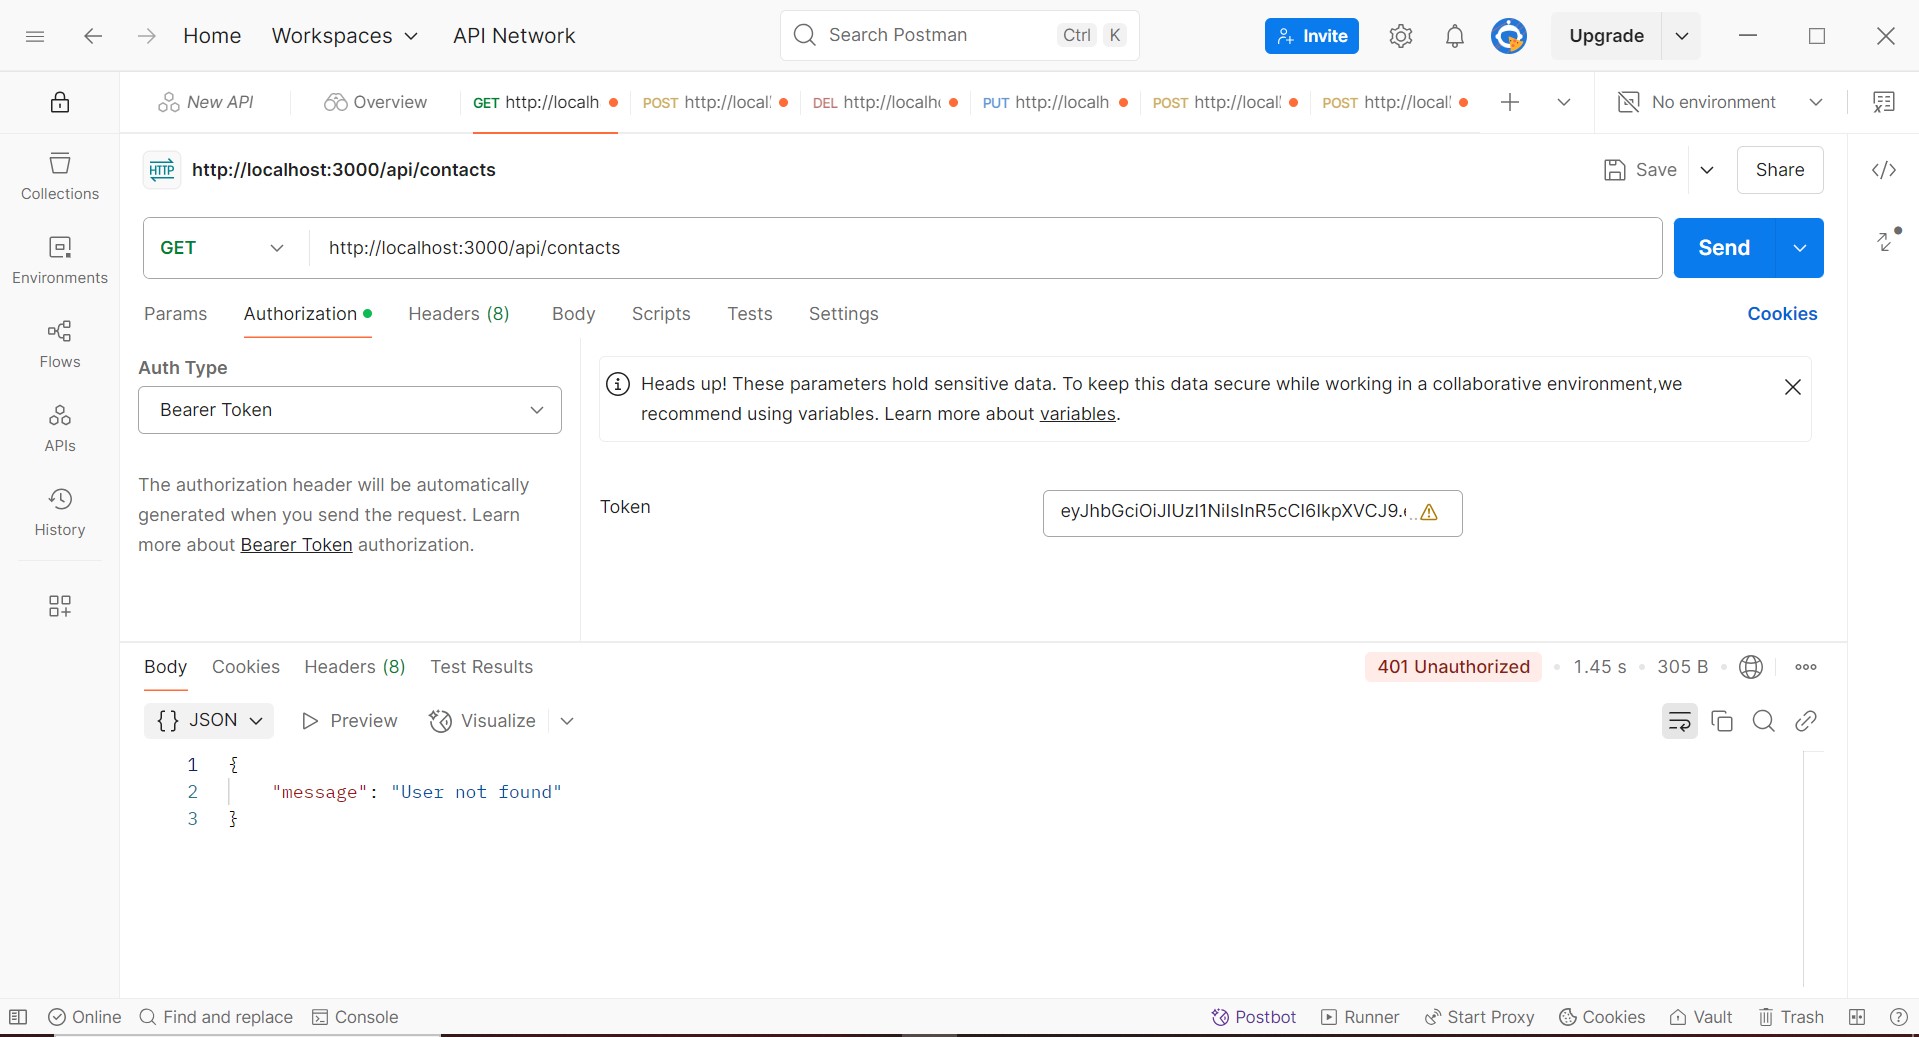 Home Workspaces API Network Search Postman Ctrl K Invite Upgrade
New API Overview GET http://localh POST http://local DEL http://localh PUT http://localh POST http://local POST http://local No environment
HTTP http://localhost:3000/api/contacts Save Share
GET http://localhost:3000/api/contacts Send
Params Authorization Headers (8) Body Scripts Tests Settings Cookies
Collections
Environments
Flows
APIs
History
Auth Type
Bearer Token
The authorization header will be automatically
generated when you send the request. Learn
more about Bearer Token authorization.
Heads up! These parameters hold sensitive data. To keep this data secure while working in a collaborative environment,we
recommend using variables. Learn more about variables.
Token eyJhbGciOiJIUzI1NiIsInR5cCI6IkpXVCJ9.
Body Cookies Headers (8) Test Results 401 Unauthorized • 1.45 s • 305 B •
{} JSON Preview Visualize
1 {
2 "message": "User not found"
3 }
Online Find and replace Console Postbot Runner Start Proxy Cookies Vault Trash